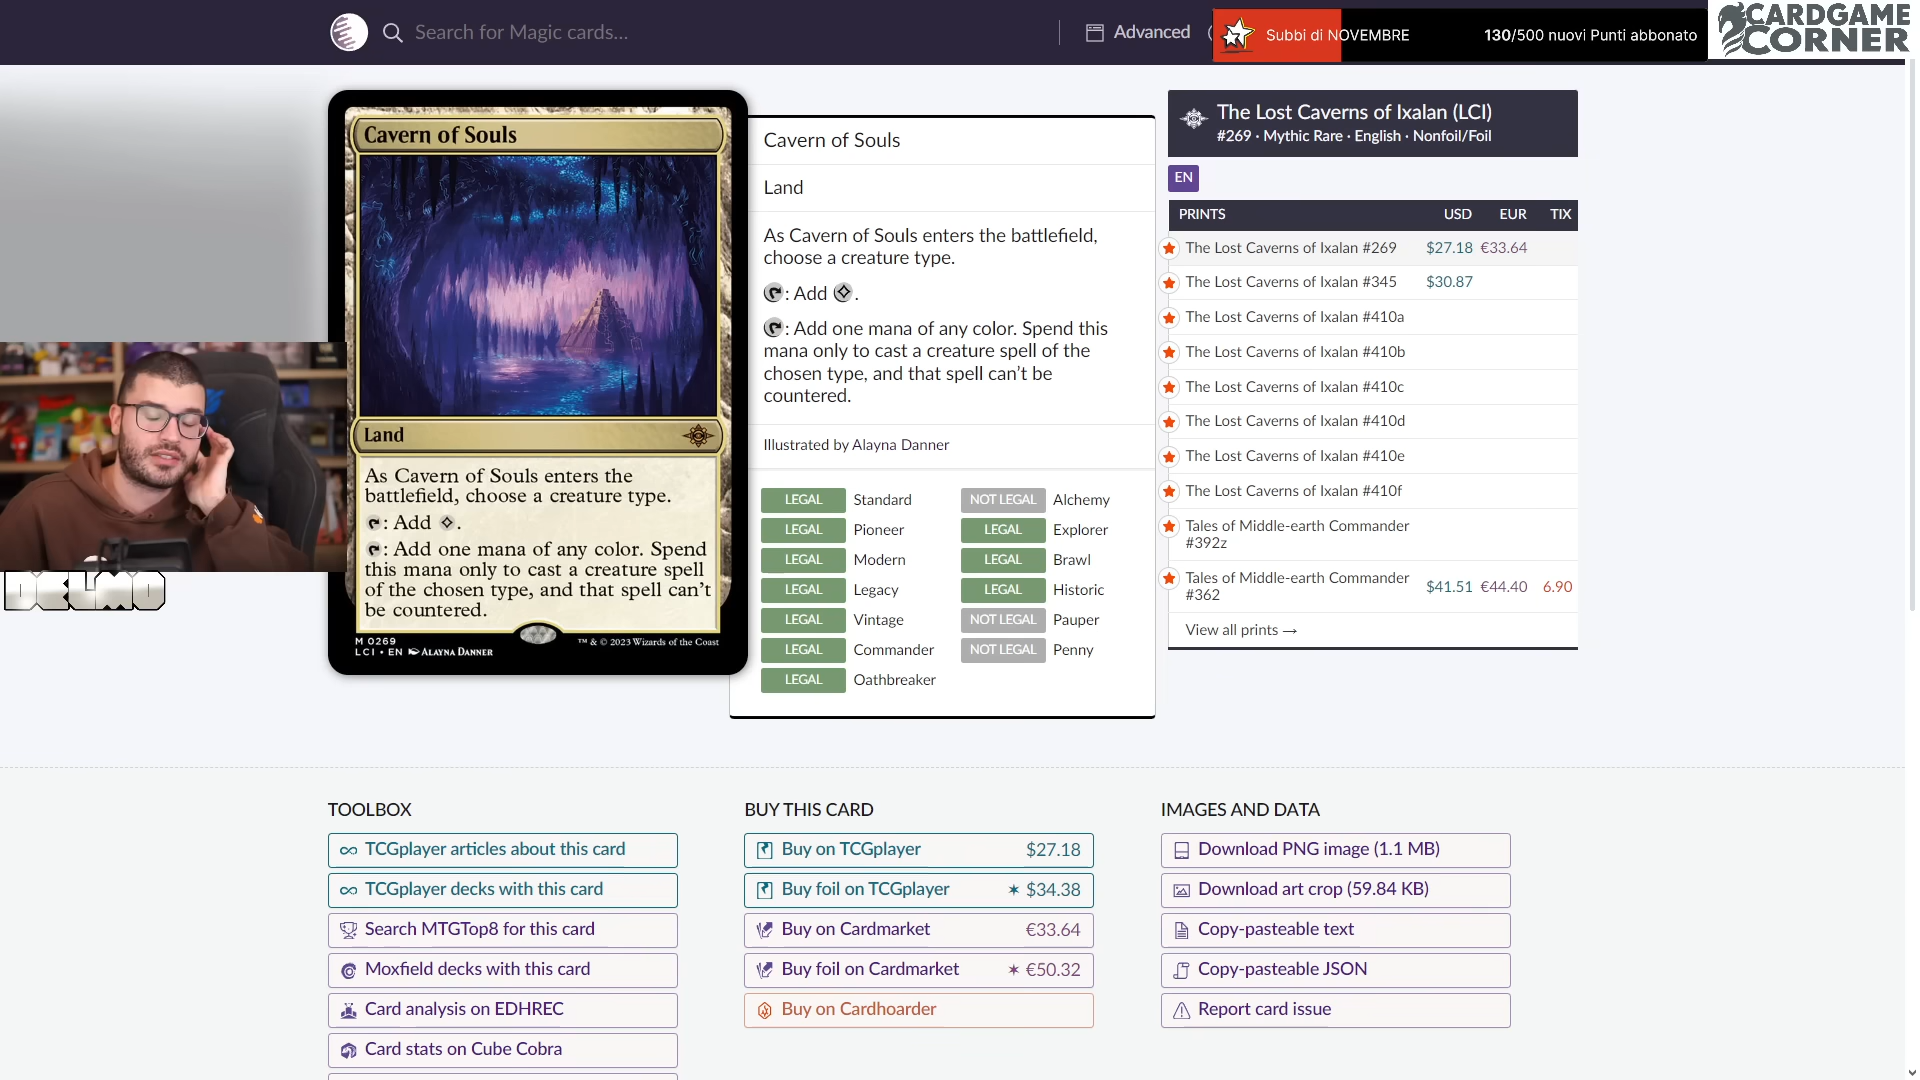 Search for Magic cards...
Advanced
Subbi di NOVEMBRE
130/500 nuovi Punti abbonato
CARDGAME
CORNER
Cavern of Souls
Land
As Cavern of Souls enters the
battlefield, choose a creature type.
: Add .
: Add one mana of any color. Spend
this mana only to cast a creature spell
of the chosen type, and that spell can't
be countered.
M 0269
LCI • EN ALAYNA DANNER
™ & © 2023 Wizards of the Coast
DELMO
Cavern of Souls
Land
As Cavern of Souls enters the battlefield,
choose a creature type.
: Add .
: Add one mana of any color. Spend this
mana only to cast a creature spell of the
chosen type, and that spell can't be
countered.
Illustrated by Alayna Danner
LEGAL Standard NOT LEGAL Alchemy
LEGAL Pioneer LEGAL Explorer
LEGAL Modern LEGAL Brawl
LEGAL Legacy LEGAL Historic
LEGAL Vintage NOT LEGAL Pauper
LEGAL Commander NOT LEGAL Penny
LEGAL Oathbreaker
The Lost Caverns of Ixalan (LCI)
#269 · Mythic Rare · English · Nonfoil/Foil
EN
PRINTS USD EUR TIX
The Lost Caverns of Ixalan #269 $27.18 €33.64
The Lost Caverns of Ixalan #345 $30.87
The Lost Caverns of Ixalan #410a
The Lost Caverns of Ixalan #410b
The Lost Caverns of Ixalan #410c
The Lost Caverns of Ixalan #410d
The Lost Caverns of Ixalan #410e
The Lost Caverns of Ixalan #410f
Tales of Middle-earth Commander
#392z
Tales of Middle-earth Commander
#362 $41.51 €44.40 6.90
View all prints →
TOOLBOX
TCGplayer articles about this card
TCGplayer decks with this card
Search MTGTop8 for this card
Moxfield decks with this card
Card analysis on EDHREC
Card stats on Cube Cobra
BUY THIS CARD
Buy on TCGplayer $27.18
Buy foil on TCGplayer ✶ $34.38
Buy on Cardmarket €33.64
Buy foil on Cardmarket ✶ €50.32
Buy on Cardhoarder
IMAGES AND DATA
Download PNG image (1.1 MB)
Download art crop (59.84 KB)
Copy-pasteable text
Copy-pasteable JSON
Report card issue